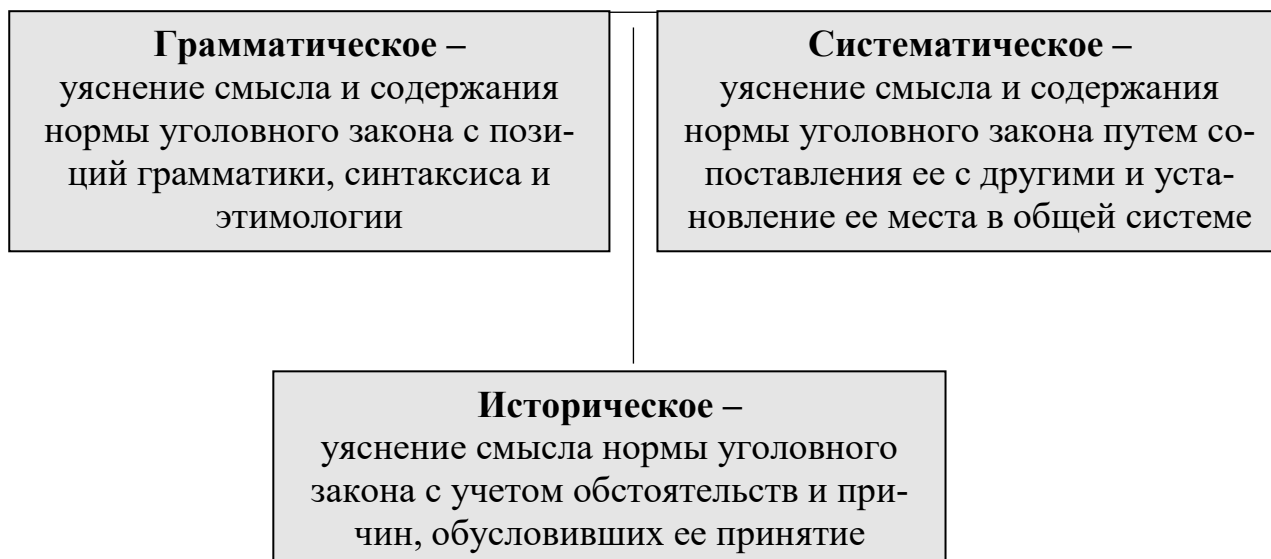 Грамматическое –
уяснение смысла и содержания
нормы уголовного закона с пози-
ций грамматики, синтаксиса и
этимологии
Систематическое –
уяснение смысла и содержания
нормы уголовного закона путем со-
поставления ее с другими и уста-
новление ее места в общей системе
Историческое –
уяснение смысла нормы уголовного
закона с учетом обстоятельств и при-
чин, обусловивших ее принятие